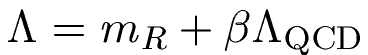 Λ = m_R + βΛ_QCD